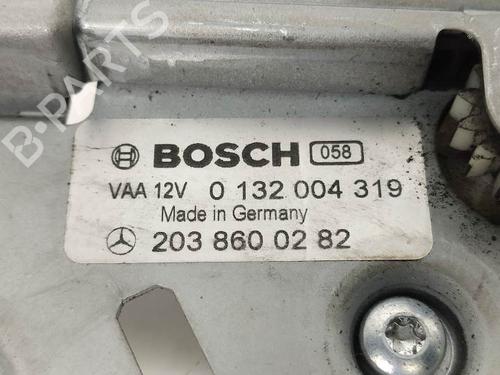 B-PARTS
BOSCH 058
VAA 12V 0 132 004 319
Made in Germany
203 860 02 82